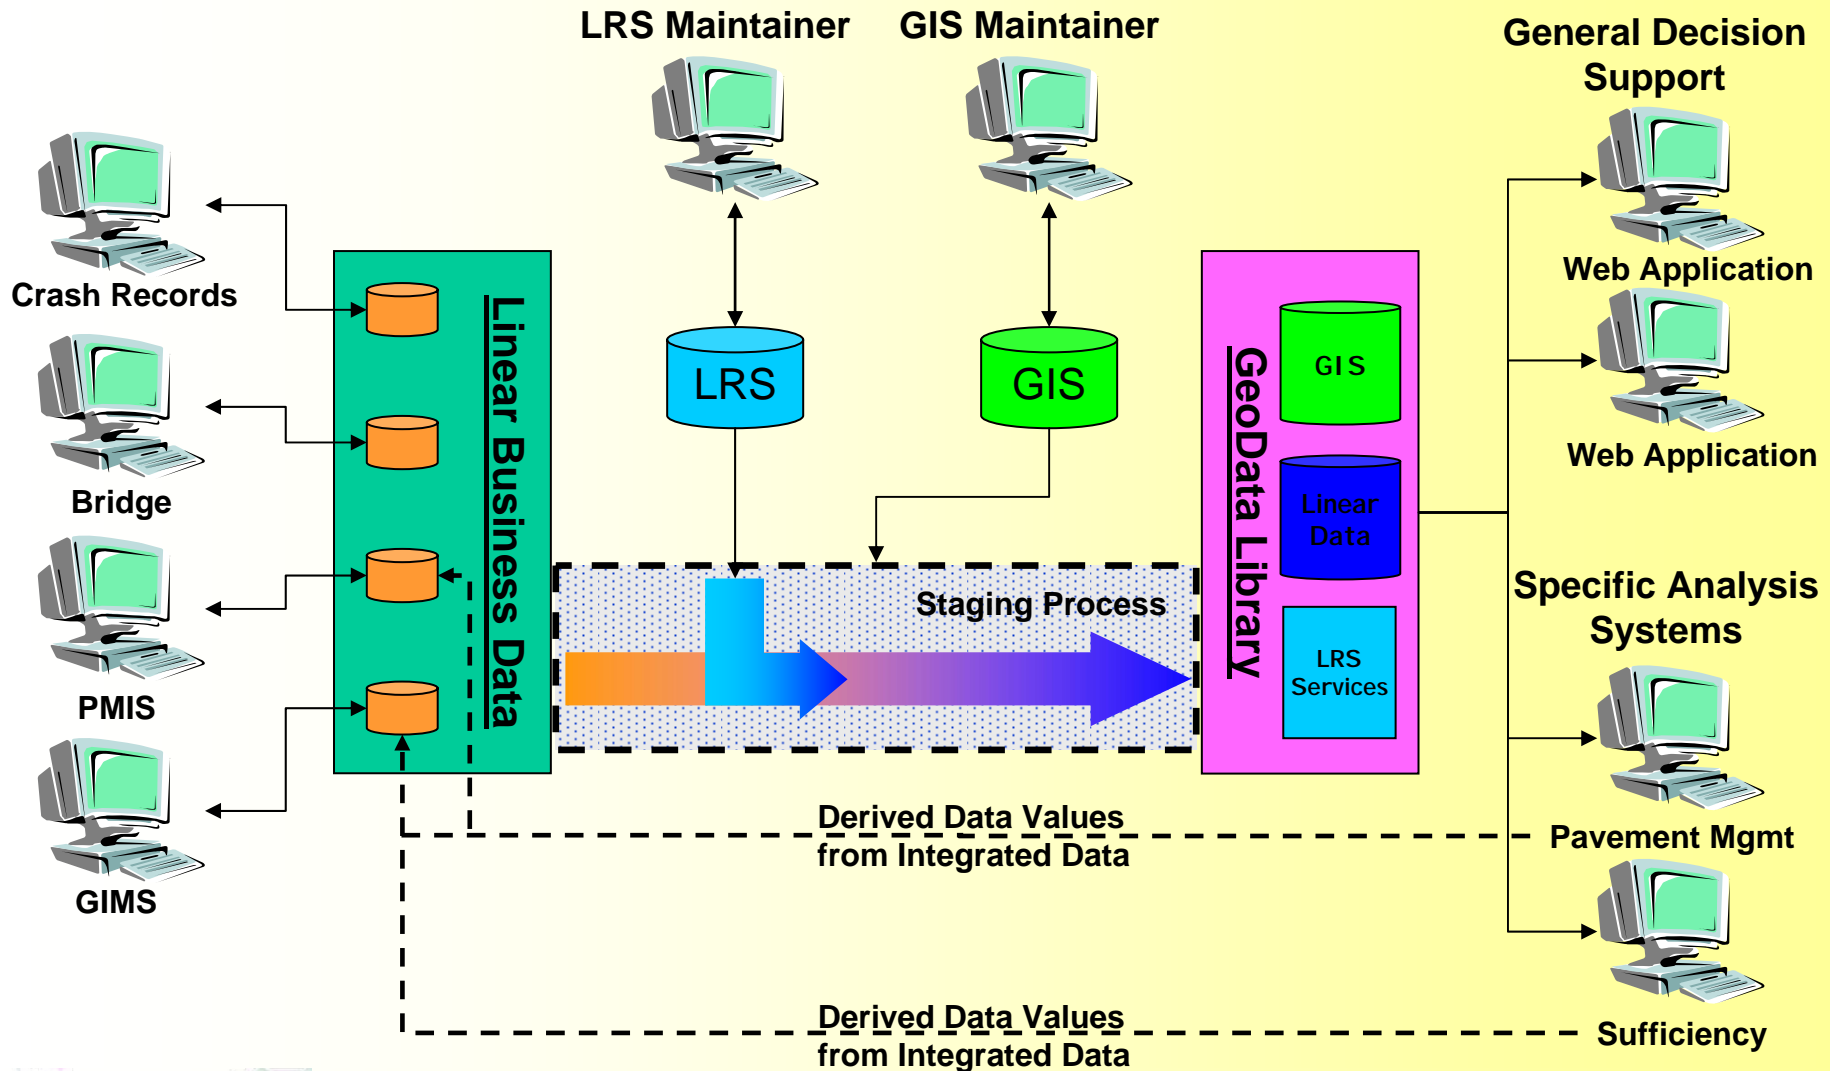 LRS Maintainer
GIS Maintainer
General Decision
Support
Crash Records
Bridge
PMIS
GIMS
Linear Business Data
LRS
GIS
Staging Process
GeoData Library
GIS
Linear
Data
LRS
Services
Web Application
Web Application
Specific Analysis
Systems
Pavement Mgmt
Sufficiency
Derived Data Values
from Integrated Data
Derived Data Values
from Integrated Data